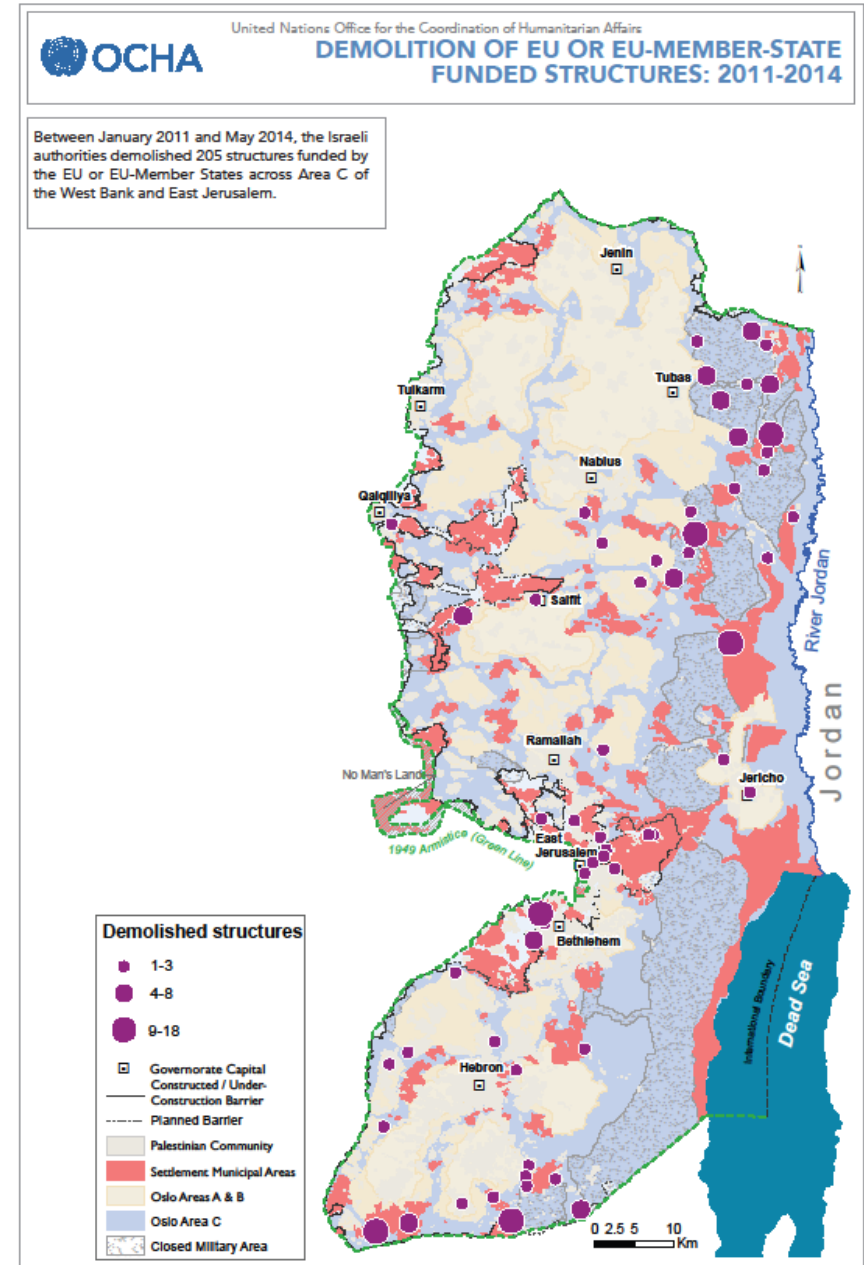 United Nations Office for the Coordination of Humanitarian Affairs
OCHA
DEMOLITION OF EU OR EU-MEMBER-STATE
FUNDED STRUCTURES: 2011-2014
Between January 2011 and May 2014, the Israeli
authorities demolished 205 structures funded by
the EU or EU-Member States across Area C of
the West Bank and East Jerusalem.
Jenin
Tubas
Tulkarm
Nablus
Qalqiliya
Salfit
River Jordan
Jordan
Ramallah
No Man's Land
Jericho
1949 Armistice (Green Line)
East
Jerusalem
Bethlehem
International Boundary
Dead Sea
Hebron
Demolished structures
1-3
4-8
9-18
Governorate Capital
Constructed / Under-
Construction Barrier
Planned Barrier
Palestinian Community
Settlement Municipal Areas
Oslo Areas A & B
Oslo Area C
Closed Military Area
0 2.5 5 10
Km